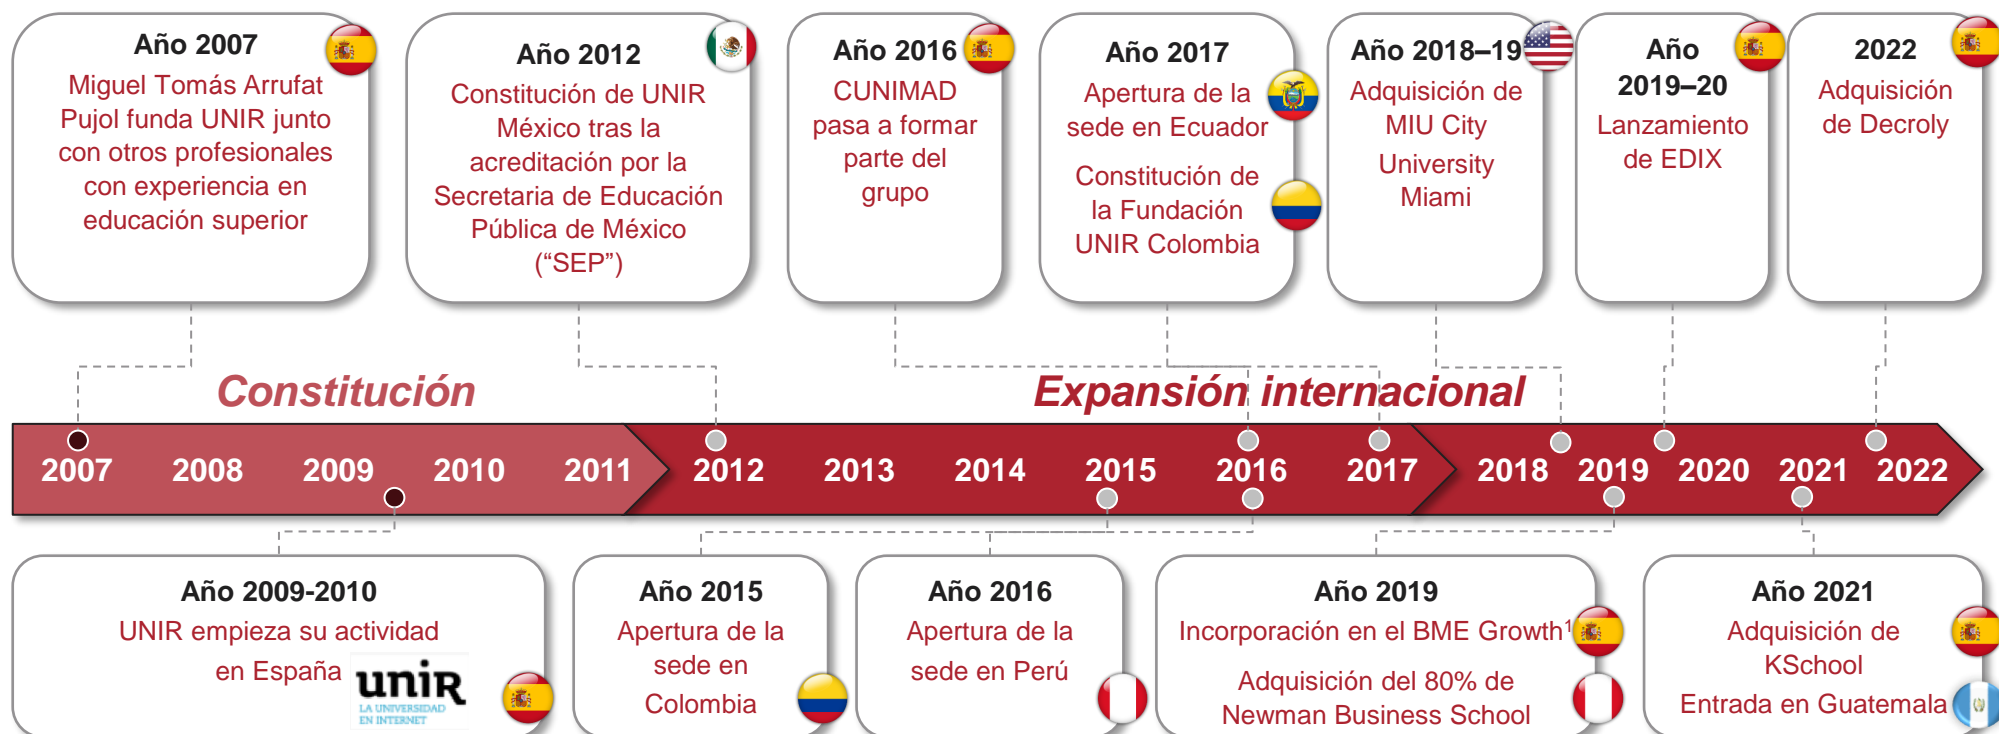 Año 2007
Miguel Tomás Arrufat
Pujol funda UNIR junto
con otros profesionales
con experiencia en
educación superior
Año 2012
Constitución de UNIR
México tras la
acreditación por la
Secretaria de Educación
Pública de México
(“SEP”)
Año 2016
CUNIMAD
pasa a formar
parte del
grupo
Año 2017
Apertura de la
sede en Ecuador
Constitución de
la Fundación
UNIR Colombia
Año 2018–19
Adquisición de
MIU City
University
Miami
Año
2019–20
Lanzamiento
de EDIX
2022
Adquisición
de Decroly
Constitución
Expansión internacional
2007 2008 2009 2010 2011 2012 2013 2014 2015 2016 2017 2018 2019 2020 2021 2022
Año 2009-2010
UNIR empieza su actividad
en España
unir
LA UNIVERSIDAD
EN INTERNET
Año 2015
Apertura de la
sede en
Colombia
Año 2016
Apertura de la
sede en Perú
Año 2019
Incorporación en el BME Growth¹
Adquisición del 80% de
Newman Business School
Año 2021
Adquisición de
KSchool
Entrada en Guatemala